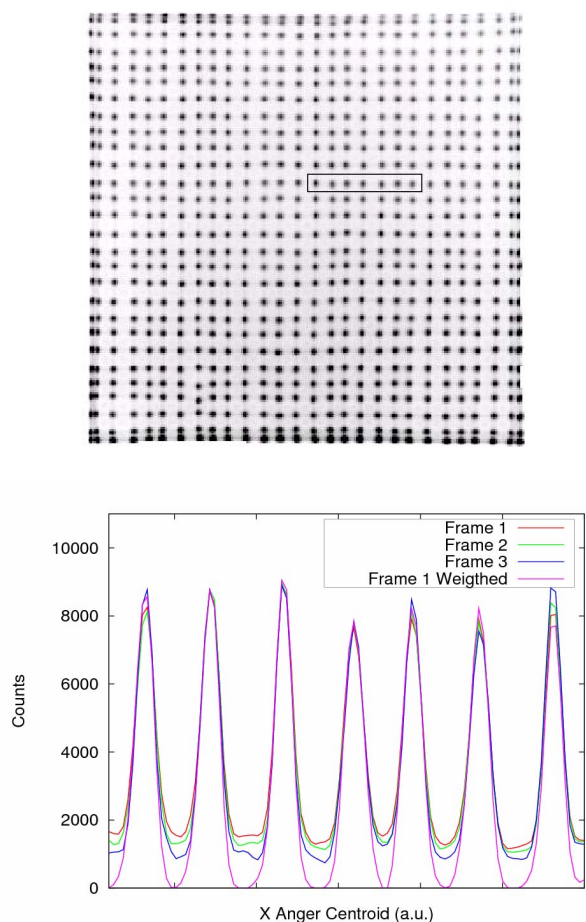 Frame 1
Frame 2
Frame 3
Frame 1 Weigthed
10000
8000
6000
4000
2000
0
Counts
X Anger Centroid (a.u.)